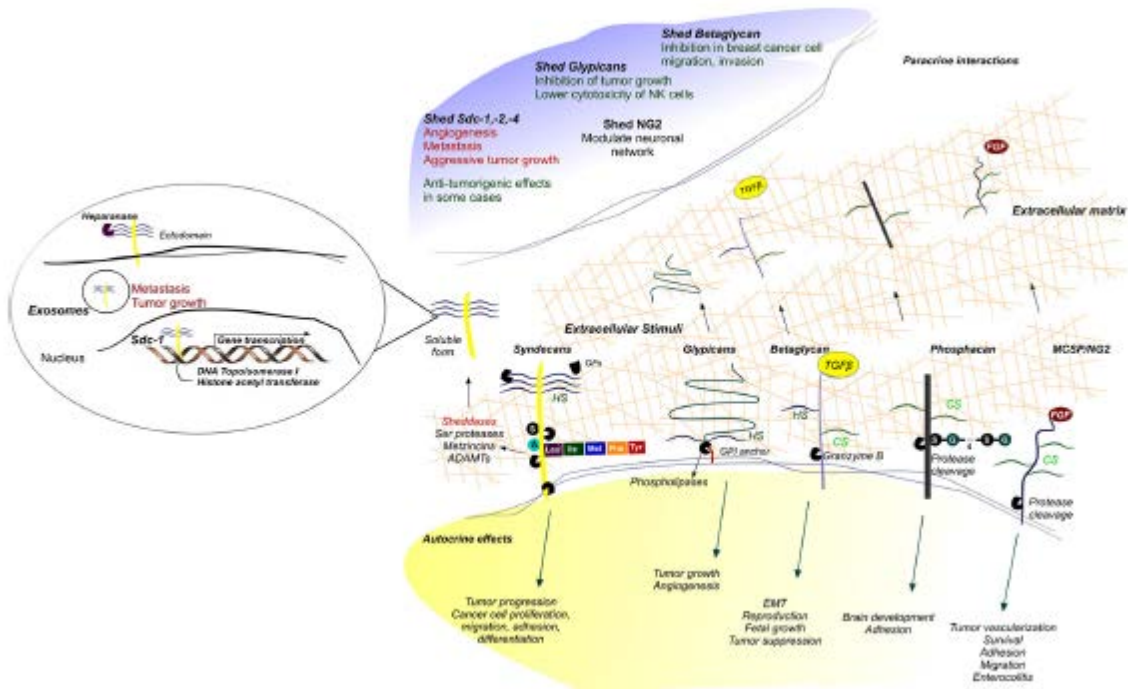 Shed Betaglycan
Inhibition in breast cancer cell
migration, invasion
Paracrine interactions
Shed Glypicans
Inhibition of tumor growth
Lower cytotoxicity of NK cells
Shed Sdc-1,-2,-4
Angiogenesis
Metastasis
Aggressive tumor growth
Anti-tumorigenic effects
in some cases
Shed NG2
Modulate neuronal
network
TGFβ
FGF
Extracellular matrix
Heparanase
Ectodomain
Exosomes
Metastasis
Tumor growth
Sdc-1
Gene transcription
Nucleus
DNA Topoisomerase I
Histone acetyl transferase
Soluble
form
Extracellular Stimuli
Syndecans
Glypicans
Betaglycan
Phosphacan
MCSP/NG2
GFs
TGFβ
HS
HS
CS
CS
FGF
Sheddases
Ser proteases
Metzincins
ADAMTs
S
G
Leu
Ile
Met
Phe
Tyr
HS
GPI anchor
Phospholipases
Granzyme B
S G S G
Protease
cleavage
CS
Protease
cleavage
Autocrine effects
Tumor progression
Cancer cell proliferation,
migration, adhesion,
differentiation
Tumor growth
Angiogenesis
EMT
Reproduction
Fetal growth
Tumor suppression
Brain development
Adhesion
Tumor vascularization
Survival
Adhesion
Migration
Enterocolitis